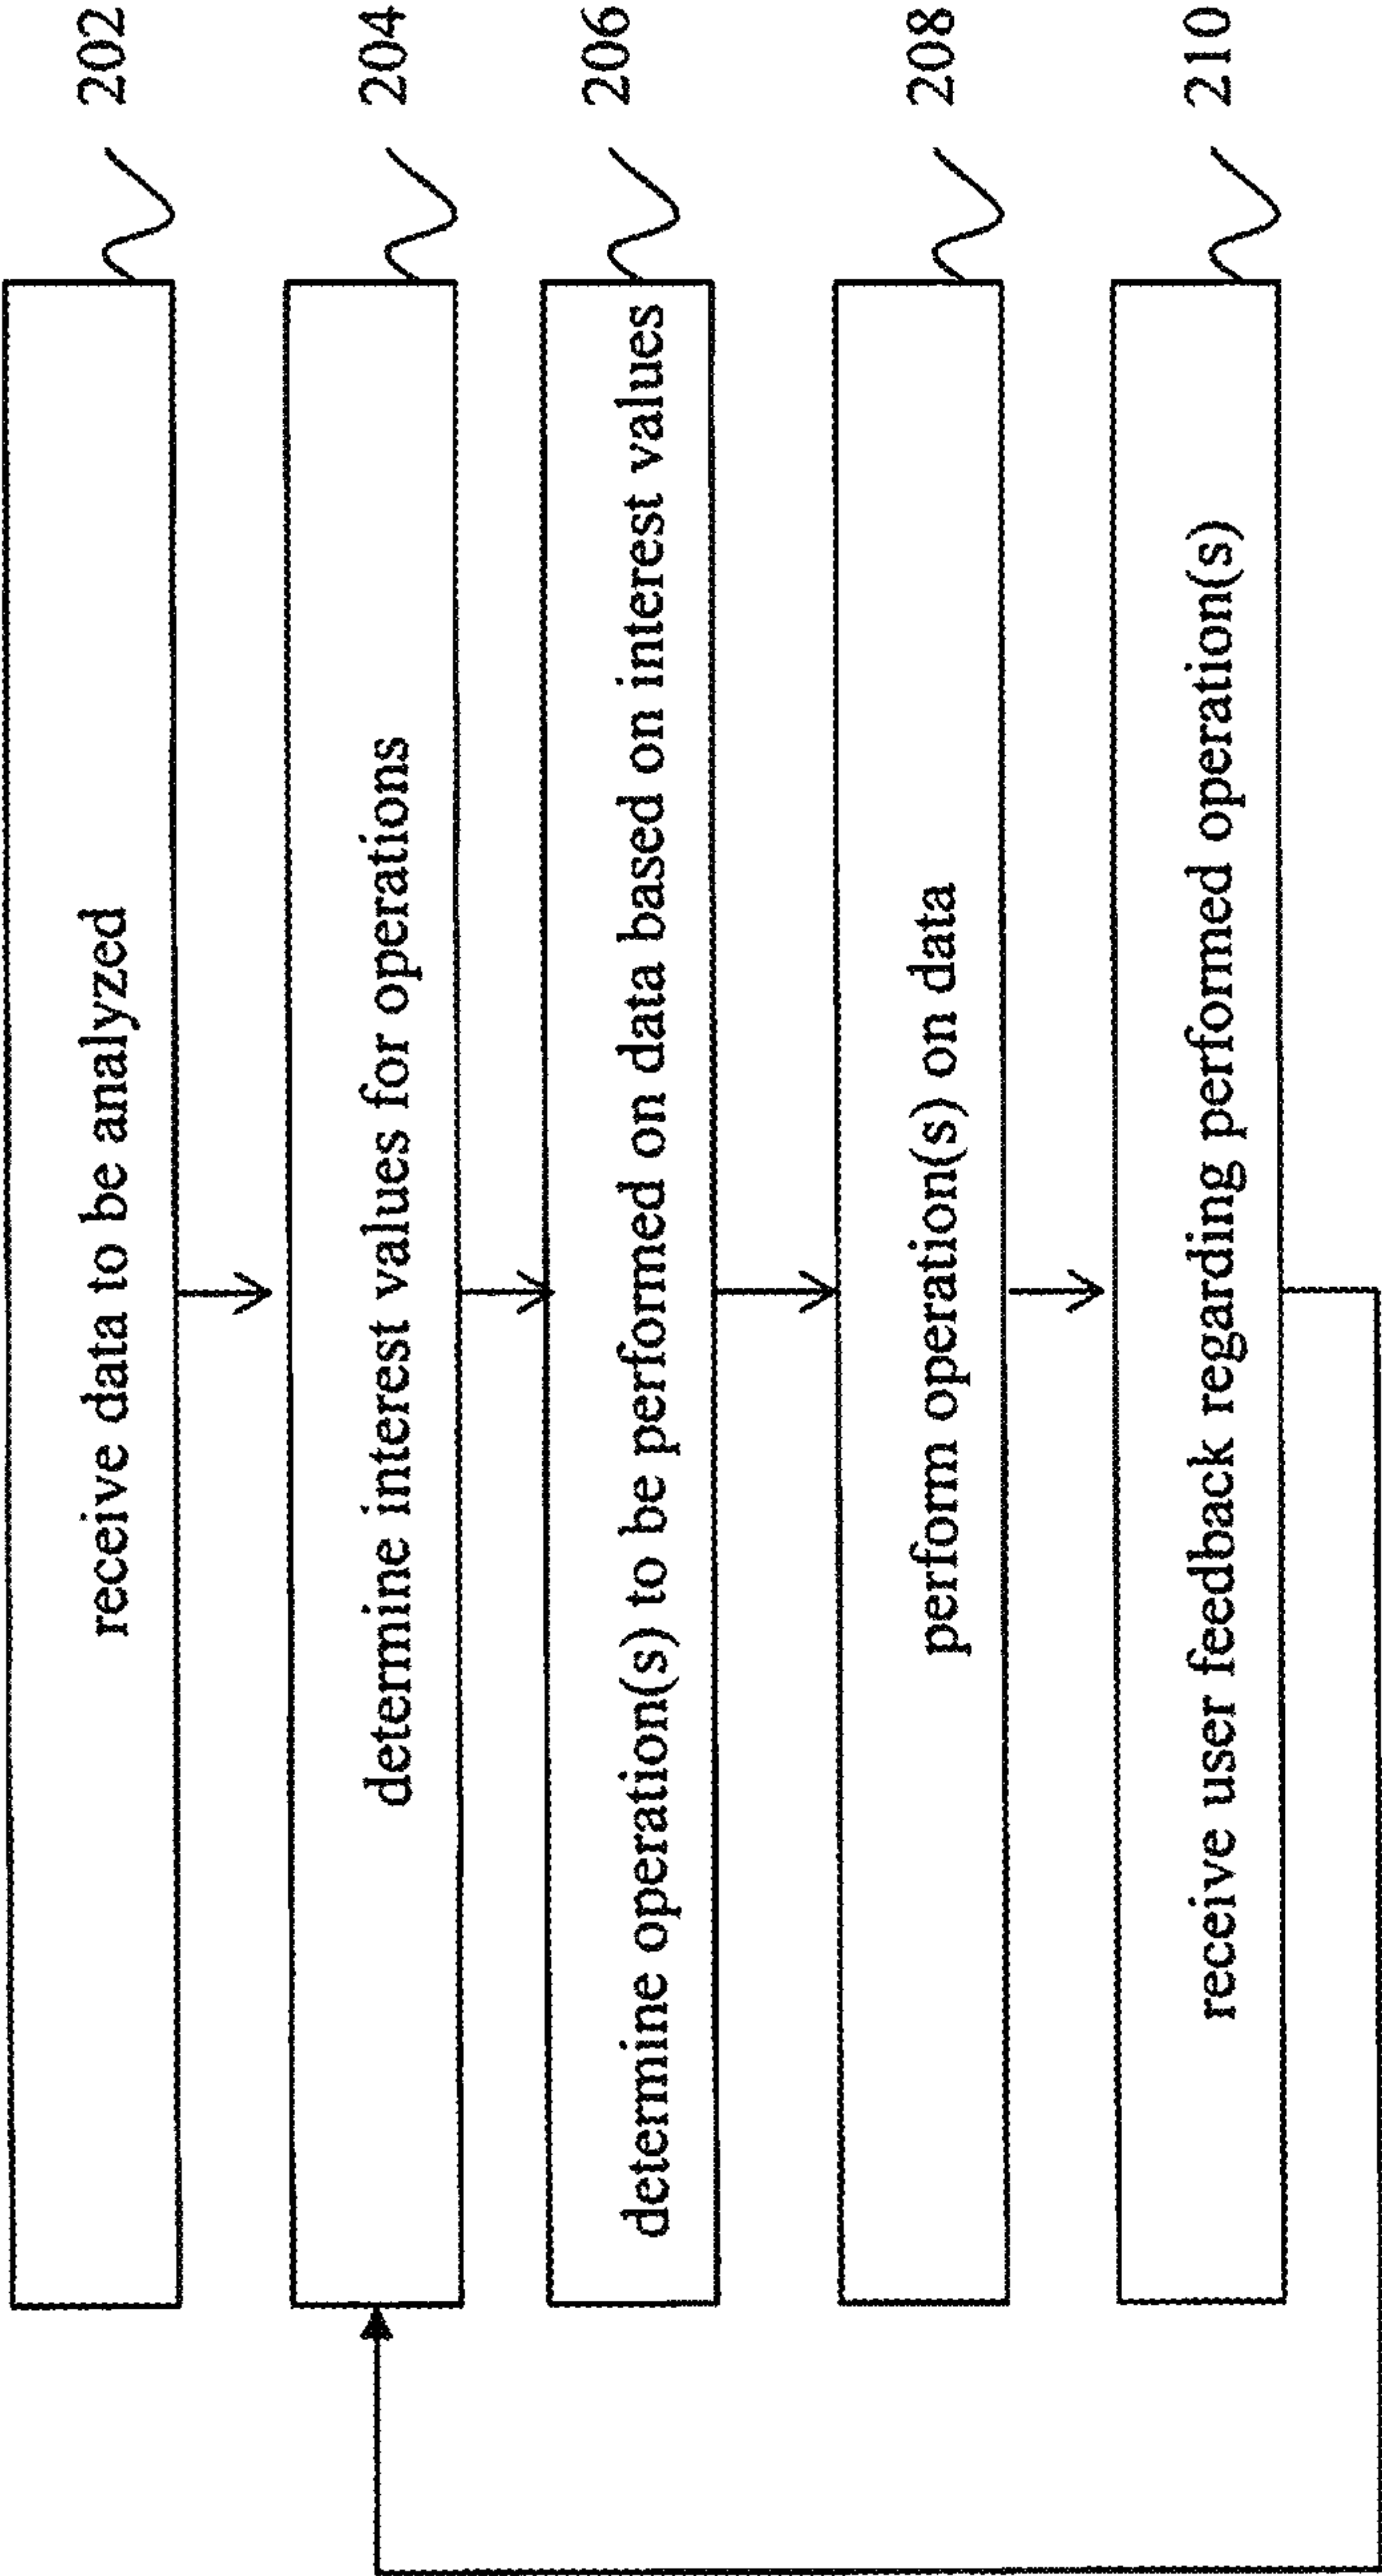 receive data to be analyzed
202
determine interest values for operations
204
determine operation(s) to be performed on data based on interest values
206
perform operation(s) on data
208
receive user feedback regarding performed operation(s)
210